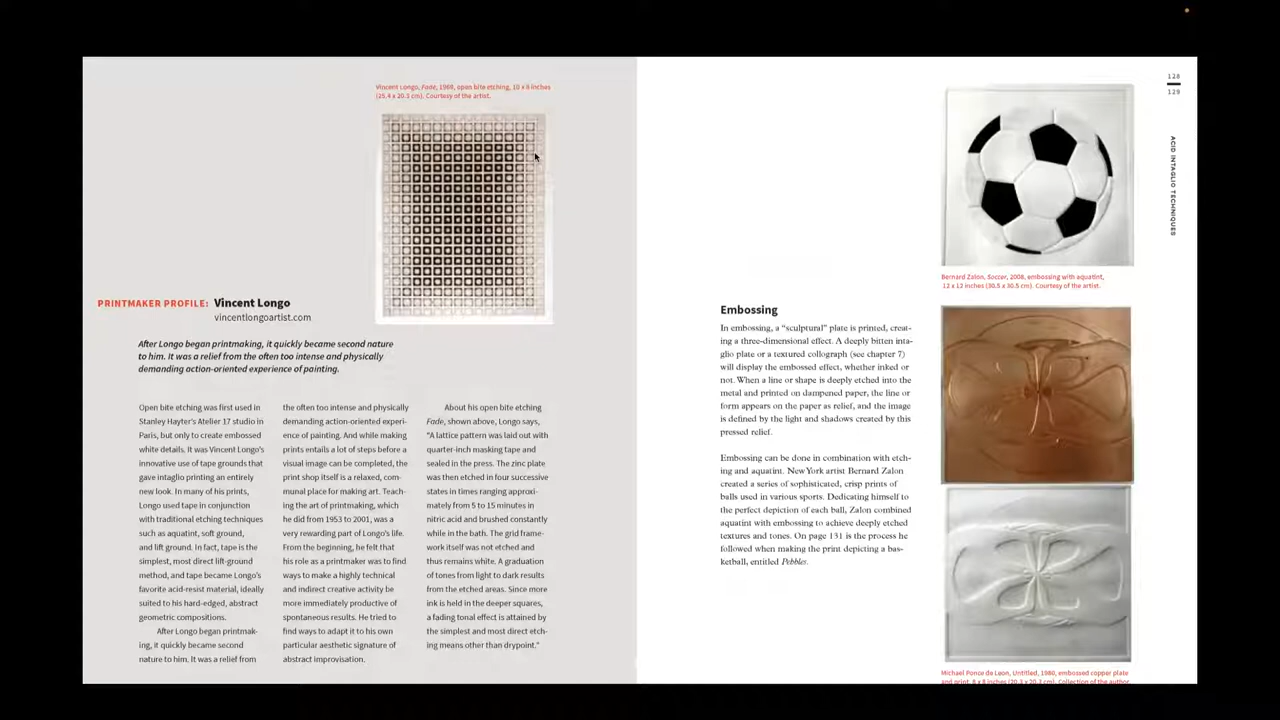 Vincent Longo, Fade, 1968, open bite etching, 10 x 8 inches
(25.4 x 20.3 cm). Courtesy of the artist.
PRINTMAKER PROFILE: Vincent Longo
vincentlongoartist.com
After Longo began printmaking, it quickly became second nature
to him. It was a relief from the often too intense and physically
demanding action-oriented experience of painting.
Open bite etching was first used in
Stanley Hayter's Atelier 17 studio in
Paris, but only to create embossed
white details. It was Vincent Longo's
innovative use of tape grounds that
gave intaglio printing an entirely
new look. In many of his prints,
Longo used tape in conjunction
with traditional etching techniques
such as aquatint, soft ground,
and lift ground. In fact, tape is the
simplest, most direct lift-ground
method, and tape became Longo's
favorite acid-resist material, ideally
suited to his hard-edged, abstract
geometric compositions.
After Longo began printmak-
ing, it quickly became second
nature to him. It was a relief from
the often too intense and physically
demanding action-oriented experi-
ence of painting. And while making
prints entails a lot of steps before a
visual image can be completed, the
print shop itself is a relaxed, com-
munal place for making art. Teach-
ing the art of printmaking, which
he did from 1953 to 2001, was a
very rewarding part of Longo's life.
From the beginning, he felt that
his role as a printmaker was to find
ways to make a highly technical
and indirect creative activity be
more immediately productive of
spontaneous results. He tried to
find ways to adapt it to his own
particular aesthetic signature of
abstract improvisation.
About his open bite etching
Fade, shown above, Longo says,
"A lattice pattern was laid out with
quarter-inch masking tape and
sealed in the press. The zinc plate
was then etched in four successive
states in times ranging approxi-
mately from 5 to 15 minutes in
nitric acid and brushed constantly
while in the bath. The grid frame-
work itself was not etched and
thus remains white. A graduation
of tones from light to dark results
from the etched areas. Since more
ink is held in the deeper squares,
a fading tonal effect is attained by
the simplest and most direct etch-
ing means other than drypoint."
128
129
ACID INTAGLIO TECHNIQUES
Bernard Zalon, Soccer, 2008, embossing with aquatint,
12 x 12 inches (30.5 x 30.5 cm). Courtesy of the artist.
Embossing
In embossing, a “sculptural” plate is printed, creat-
ing a three-dimensional effect. A deeply bitten inta-
glio plate or a textured collograph (see chapter 7)
will display the embossed effect, whether inked or
not. When a line or shape is deeply etched into the
metal and printed on dampened paper, the line or
form appears on the paper as relief, and the image
is defined by the light and shadows created by this
pressed relief.
Embossing can be done in combination with etch-
ing and aquatint. New York artist Bernard Zalon
created a series of sophisticated, crisp prints of
balls used in various sports. Dedicating himself to
the perfect depiction of each ball, Zalon combined
aquatint with embossing to achieve deeply etched
textures and tones. On page 131 is the process he
followed when making the print depicting a bas-
ketball, entitled Pebbles.
Michael Ponce de Leon, Untitled, 1980, embossed copper plate
and print, 8 x 8 inches (20.3 x 20.3 cm). Collection of the author.